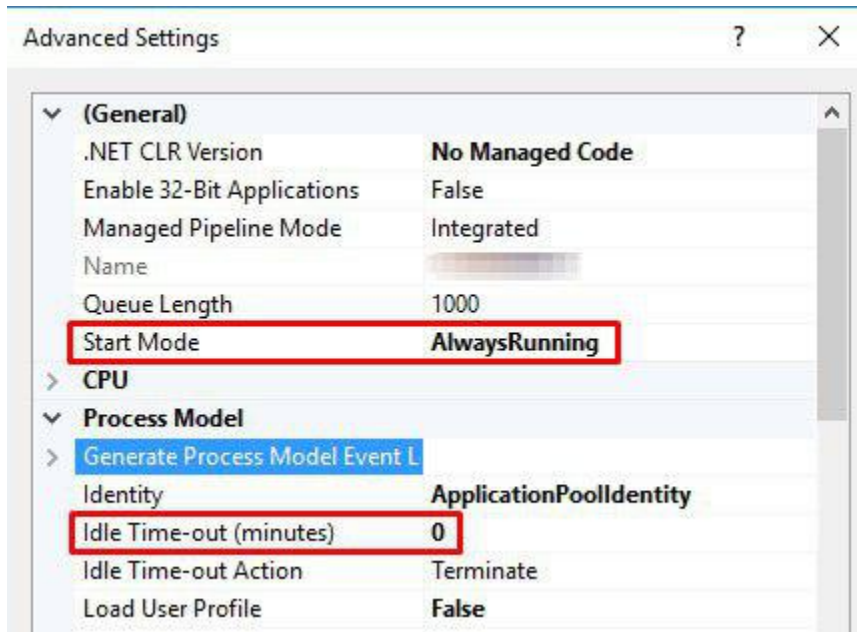 Advanced Settings ? ×
(General)
.NET CLR Version No Managed Code
Enable 32-Bit Applications False
Managed Pipeline Mode Integrated
Name
Queue Length 1000
Start Mode AlwaysRunning
CPU
Process Model
Generate Process Model Event L
Identity ApplicationPoolIdentity
Idle Time-out (minutes) 0
Idle Time-out Action Terminate
Load User Profile False